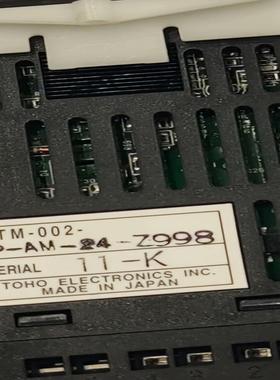 TM-002-
P-AM-24-Z998
ERIAL 11-K
TOHO ELECTRONICS INC.
MADE IN JAPAN